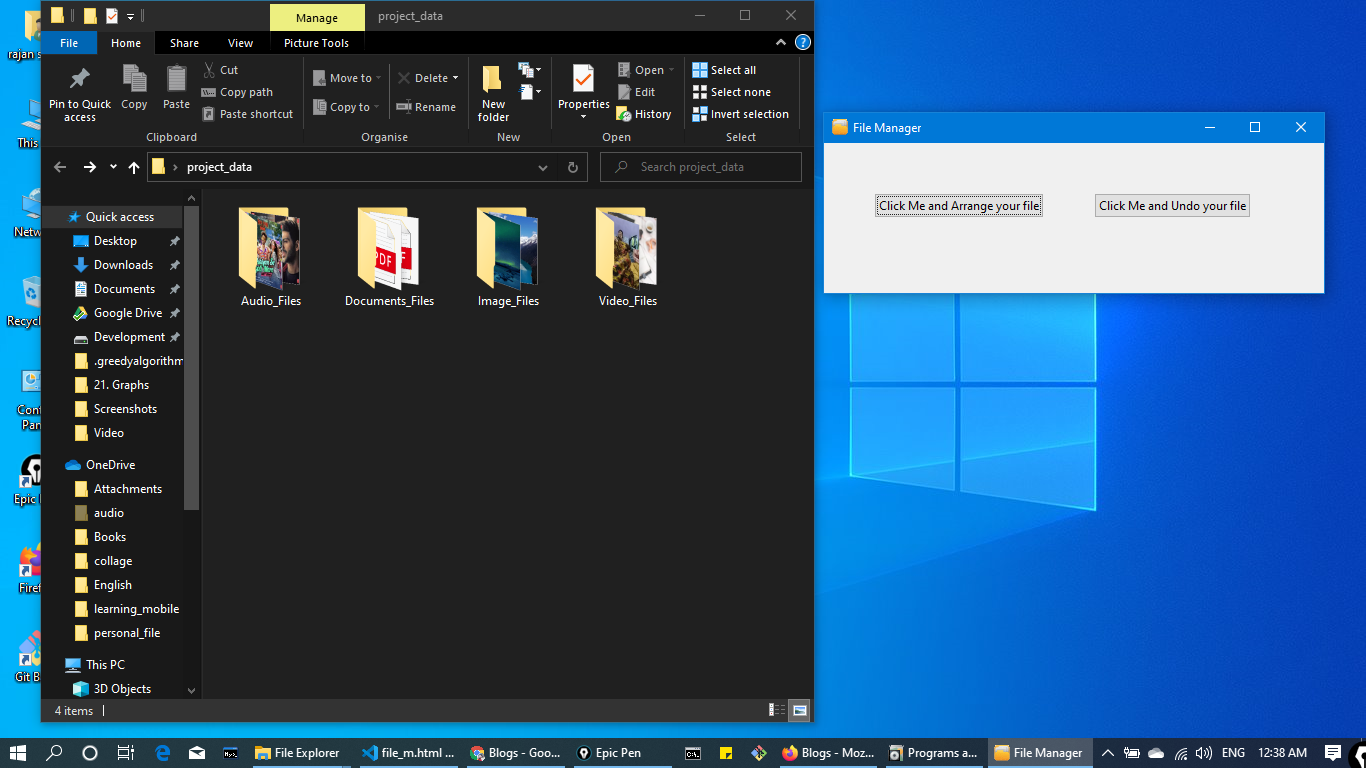 Manage
project_data
File
Home
Share
View
Picture Tools
Pin to Quick access
Copy
Paste
Cut
Copy path
Paste shortcut
Clipboard
Move to
Copy to
Delete
Rename
Organise
New folder
New
Properties
Open
Edit
History
Open
Select all
Select none
Invert selection
Select
project_data
Search project_data
Quick access
Desktop
Downloads
Documents
Google Drive
Development
.greedyalgorithm
21. Graphs
Screenshots
Video
OneDrive
Attachments
audio
Books
collage
English
learning_mobile
personal_file
This PC
3D Objects
Audio_Files
Documents_Files
PDF
Image_Files
Video_Files
4 items
rajan s
This
Netw
Recycl
Cont
Pan
Epic
Firef
Git B
File Manager
Click Me and Arrange your file
Click Me and Undo your file
File Explorer
file_m.html ...
Blogs - Goo...
Epic Pen
Blogs - Moz...
Programs a...
File Manager
ENG
12:38 AM